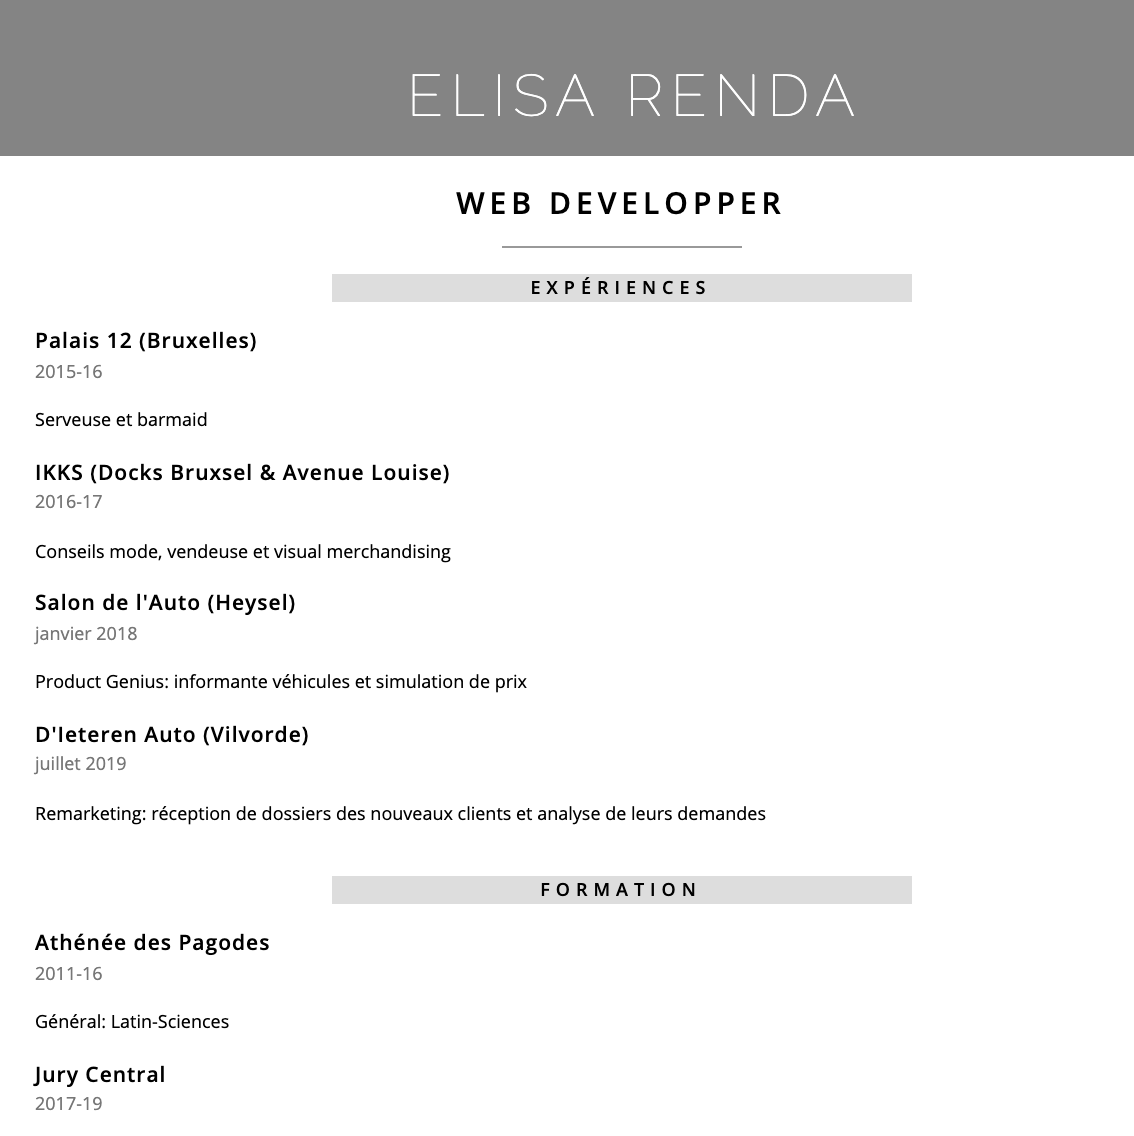 ELISA RENDA
WEB DEVELOPPER
EXPÉRIENCES
Palais 12 (Bruxelles)
2015-16
Serveuse et barmaid
IKKS (Docks Bruxsel & Avenue Louise)
2016-17
Conseils mode, vendeuse et visual merchandising
Salon de l'Auto (Heysel)
janvier 2018
Product Genius: informante véhicules et simulation de prix
D'Ieteren Auto (Vilvorde)
juillet 2019
Remarketing: réception de dossiers des nouveaux clients et analyse de leurs demandes
FORMATION
Athénée des Pagodes
2011-16
Général: Latin-Sciences
Jury Central
2017-19